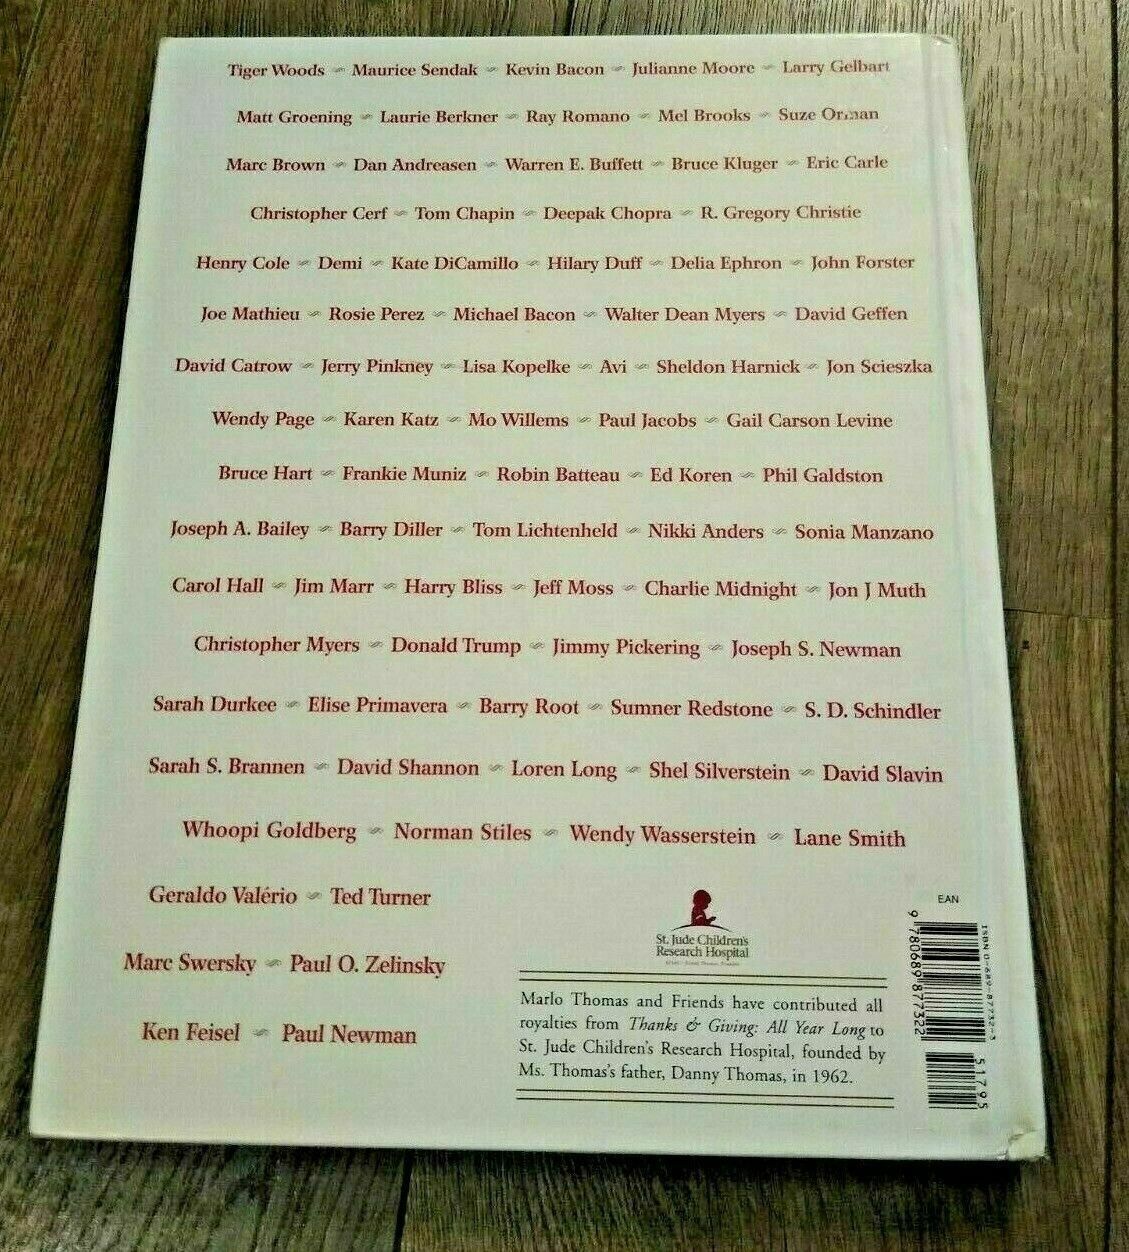 Tiger Woods ~ Maurice Sendak ~ Kevin Bacon ~ Julianne Moore ~ Larry Gelbart
Matt Groening ~ Laurie Berkner ~ Ray Romano ~ Mel Brooks ~ Suze Orman
Marc Brown ~ Dan Andreasen ~ Warren E. Buffett ~ Bruce Kluger ~ Eric Carle
Christopher Cerf ~ Tom Chapin ~ Deepak Chopra ~ R. Gregory Christie
Henry Cole ~ Demi ~ Kate DiCamillo ~ Hilary Duff ~ Delia Ephron ~ John Forster
Joe Mathieu ~ Rosie Perez ~ Michael Bacon ~ Walter Dean Myers ~ David Geffen
David Catrow ~ Jerry Pinkney ~ Lisa Kopelke ~ Avi ~ Sheldon Harnick ~ Jon Scieszka
Wendy Page ~ Karen Katz ~ Mo Willems ~ Paul Jacobs ~ Gail Carson Levine
Bruce Hart ~ Frankie Muniz ~ Robin Batteau ~ Ed Koren ~ Phil Galdston
Joseph A. Bailey ~ Barry Diller ~ Tom Lichtenheld ~ Nikki Anders ~ Sonia Manzano
Carol Hall ~ Jim Marr ~ Harry Bliss ~ Jeff Moss ~ Charlie Midnight ~ Jon J Muth
Christopher Myers ~ Donald Trump ~ Jimmy Pickering ~ Joseph S. Newman
Sarah Durkee ~ Elise Primavera ~ Barry Root ~ Sumner Redstone ~ S. D. Schindler
Sarah S. Brannen ~ David Shannon ~ Loren Long ~ Shel Silverstein ~ David Slavin
Whoopi Goldberg ~ Norman Stiles ~ Wendy Wasserstein ~ Lane Smith
Geraldo Valério ~ Ted Turner
Marc Swersky ~ Paul O. Zelinsky
Ken Feisel ~ Paul Newman
St. Jude Children's
Research Hospital
Marlo Thomas and Friends have contributed all
royalties from Thanks & Giving: All Year Long to
St. Jude Children's Research Hospital, founded by
Ms. Thomas's father, Danny Thomas, in 1962.
EAN
9 780689 877322
ISBN 0-689-87732-3
51795